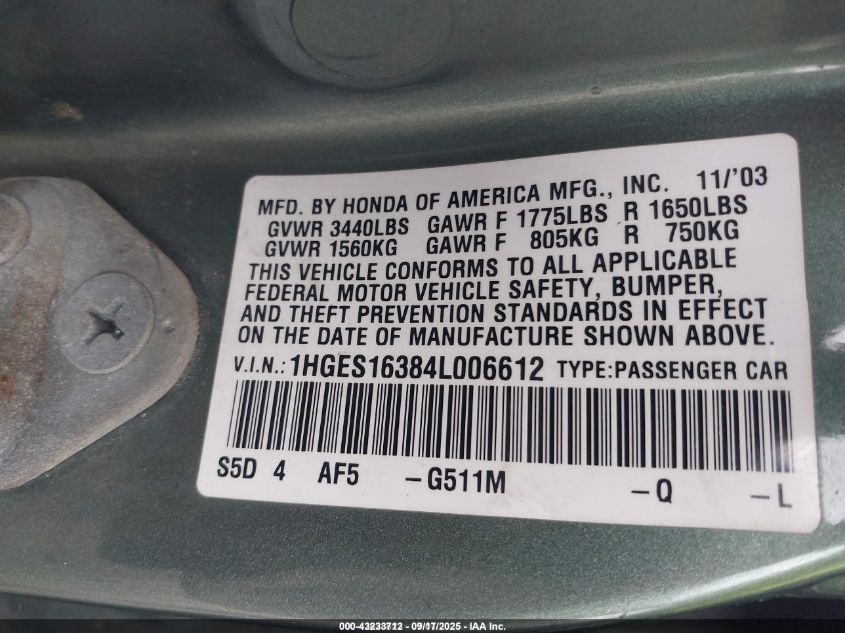 MFD. BY HONDA OF AMERICA MFG., INC. 11/'03
GVWR 3440LBS GAWR F 1775LBS R 1650LBS
GVWR 1560KG GAWR F 805KG R 750KG
THIS VEHICLE CONFORMS TO ALL APPLICABLE
FEDERAL MOTOR VEHICLE SAFETY, BUMPER,
AND THEFT PREVENTION STANDARDS IN EFFECT
ON THE DATE OF MANUFACTURE SHOWN ABOVE.
V.I.N.: 1HGES16384L006612 TYPE:PASSENGER CAR
S5D 4 AF5 -G511M -Q -L
000-43233712 - 09/17/2025 - IAA Inc.